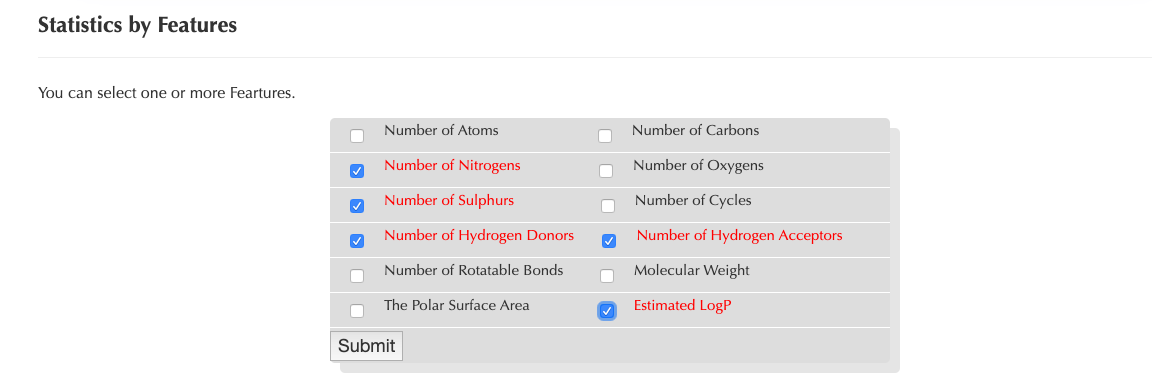 Statistics by Features
You can select one or more Feartures.
Number of Atoms Number of Carbons
Number of Nitrogens Number of Oxygens
Number of Sulphurs Number of Cycles
Number of Hydrogen Donors Number of Hydrogen Acceptors
Number of Rotatable Bonds Molecular Weight
The Polar Surface Area Estimated LogP
Submit